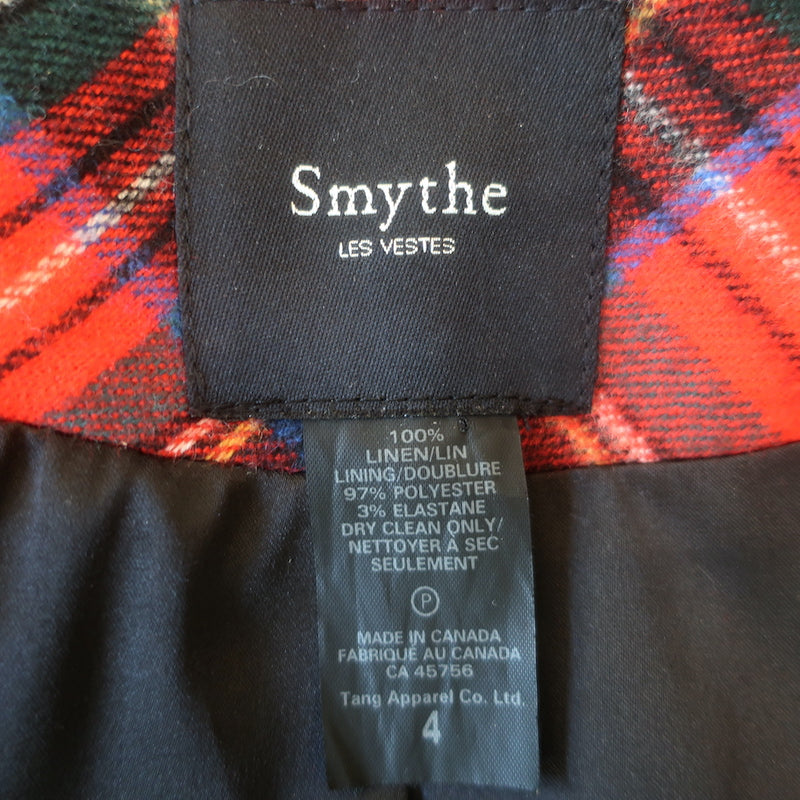 Smythe
LES VESTES
100%
LINEN/LIN
LINING/DOUBLURE
97% POLYESTER
3% ELASTANE
DRY CLEAN ONLY/
NETTOYER À SEC
SEULEMENT
P
MADE IN CANADA
FABRIQUÉ AU CANADA
CA 45756
Tang Apparel Co. Ltd.
4